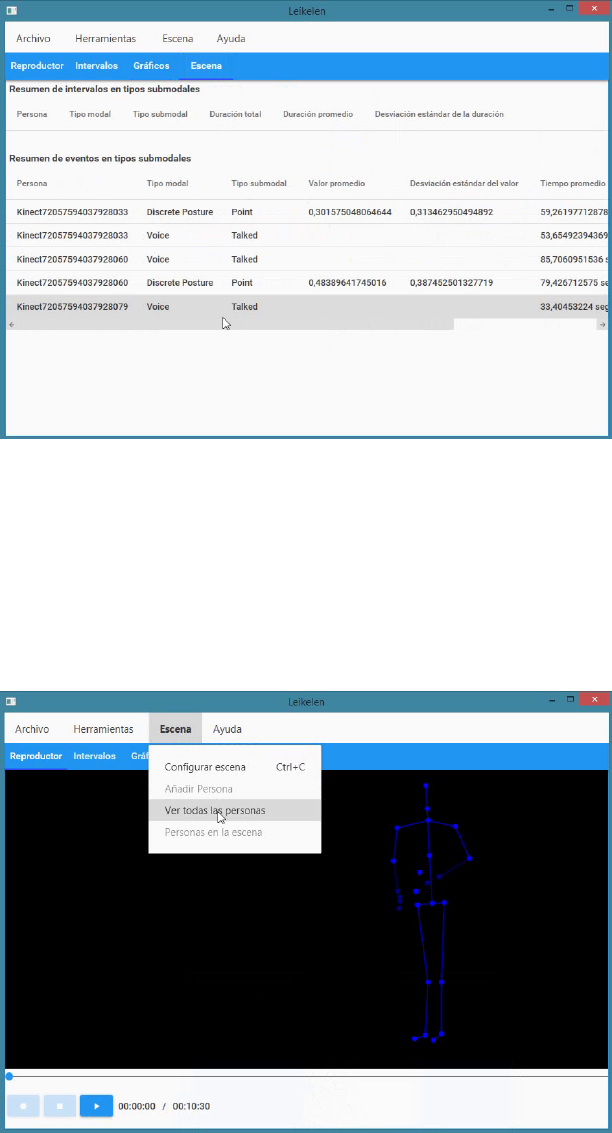 Leikelen
Archivo Herramientas Escena Ayuda
Reproductor Intervalos Gráficos Escena
Resumen de intervalos en tipos submodales
Persona Tipo modal Tipo submodal Duración total Duración promedio Desviación estándar de la duración
Resumen de eventos en tipos submodales
Persona Tipo modal Tipo submodal Valor promedio Desviación estándar del valor Tiempo promedio
Kinect72057594037928033 Discrete Posture Point 0,301575048064644 0,313462950494892 59,26197712878
Kinect72057594037928033 Voice Talked 53,65492394369
Kinect72057594037928060 Voice Talked 85,7060951536 s
Kinect72057594037928060 Discrete Posture Point 0,48389641745016 0,387452501327719 79,426712575 se
Kinect72057594037928079 Voice Talked 33,40453224 seg
Leikelen
Archivo Herramientas Escena Ayuda
Reproductor Intervalos Gráf
Configurar escena Ctrl+C
Añadir Persona
Ver todas las personas
Personas en la escena
00:00:00 / 00:10:30